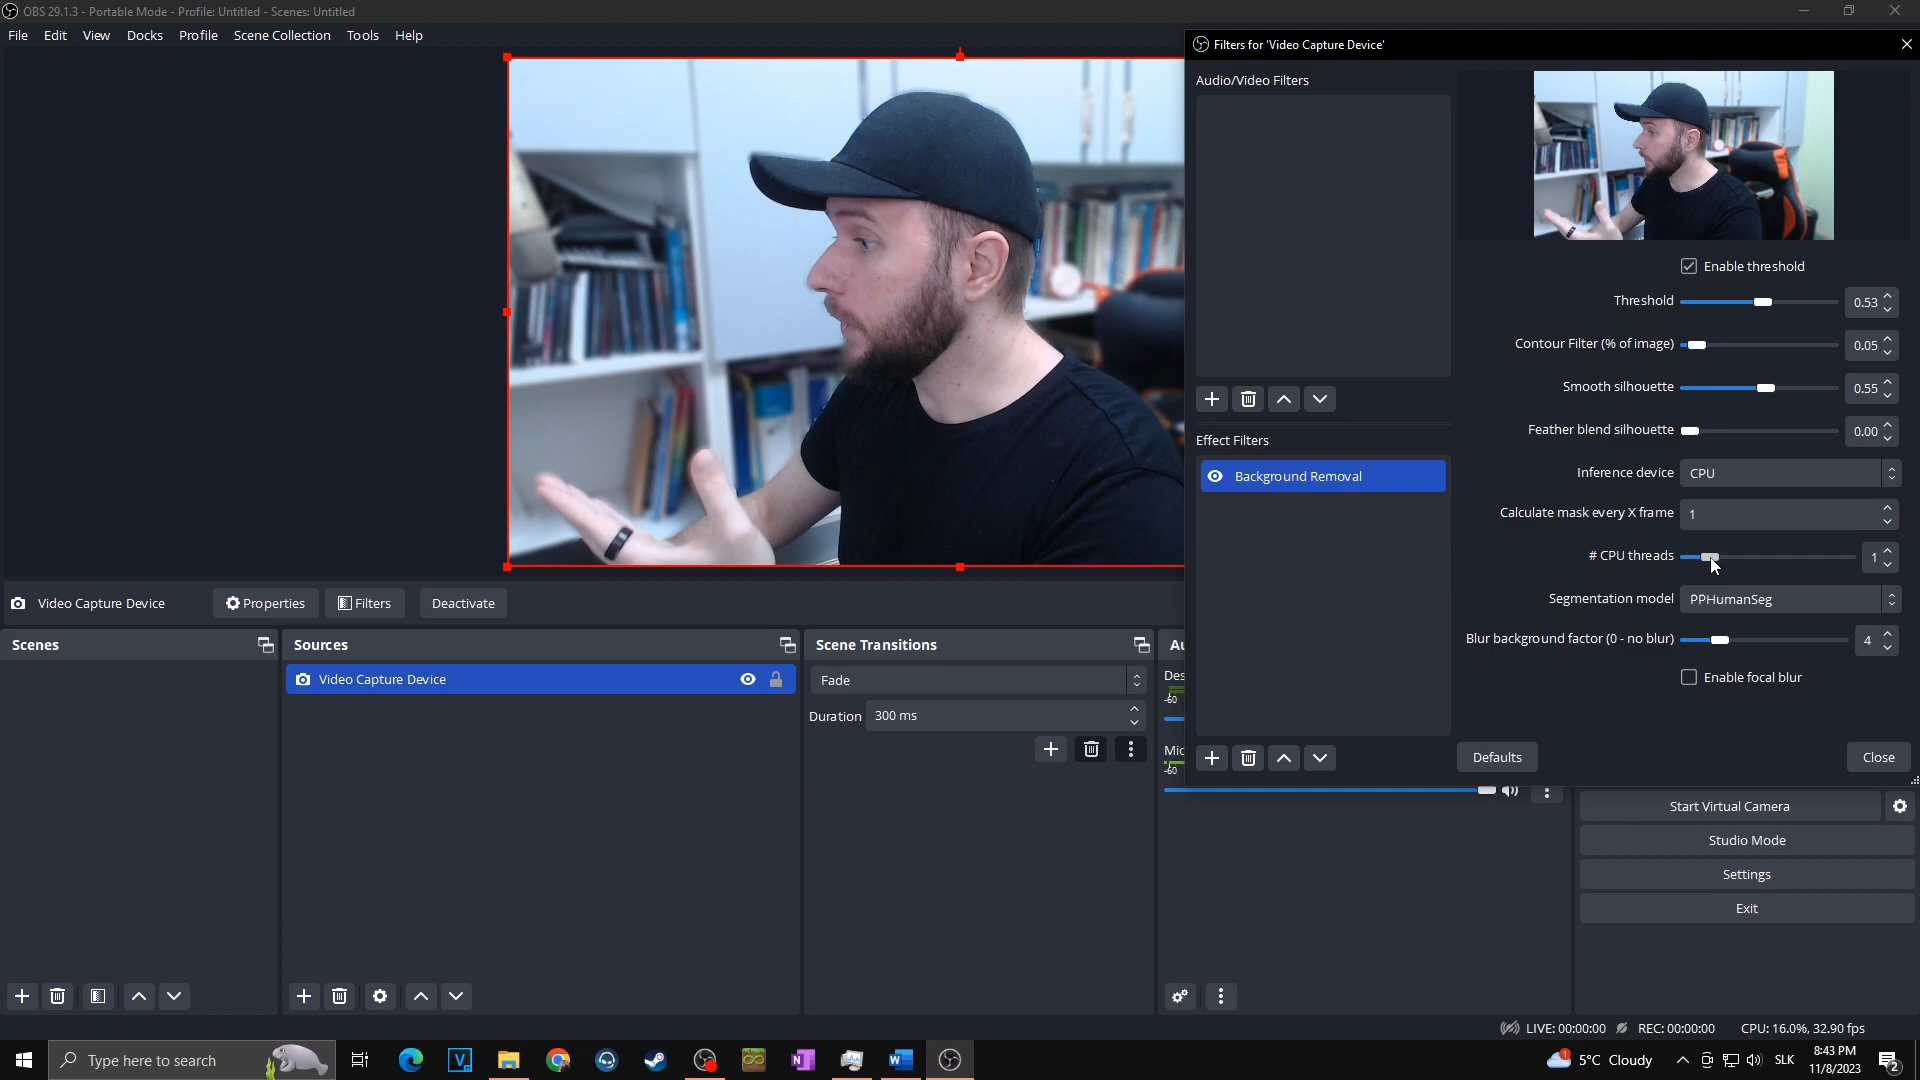 OBS 29.1.3 - Portable Mode - Profile: Untitled - Scenes: Untitled
File Edit View Docks Profile Scene Collection Tools Help
Filters for 'Video Capture Device'
Audio/Video Filters
Enable threshold
Threshold 0.53
Contour Filter (% of image) 0.05
Smooth silhouette 0.55
Feather blend silhouette 0.00
Effect Filters
Background Removal
Inference device CPU
Calculate mask every X frame 1
# CPU threads 1
Segmentation model PPHumanSeg
Blur background factor (0 - no blur) 4
Enable focal blur
Defaults
Close
Video Capture Device Properties Filters Deactivate
Scenes
Sources
Video Capture Device
Scene Transitions
Fade
Duration 300 ms
Au
Des
-60
Mic
-60
Start Virtual Camera
Studio Mode
Settings
Exit
LIVE: 00:00:00 REC: 00:00:00 CPU: 16.0%, 32.90 fps
Type here to search
5°C Cloudy
SLK
8:43 PM
11/8/2023
2